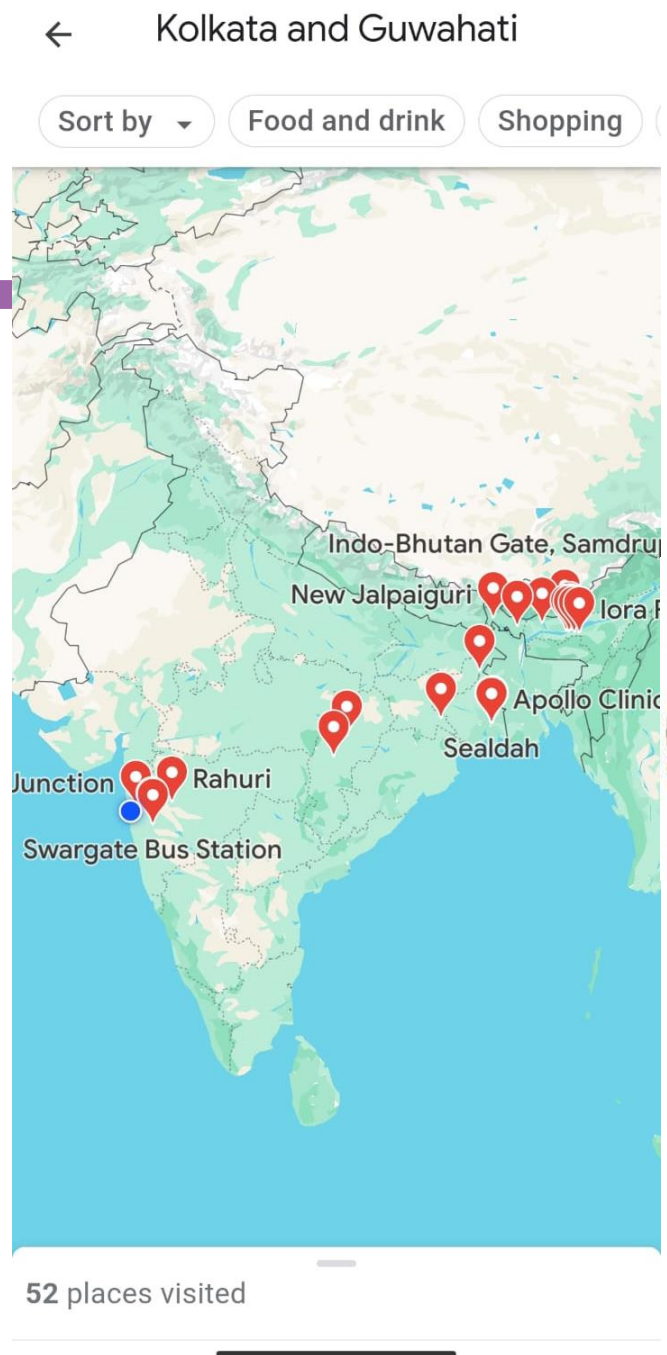 Kolkata and Guwahati
Sort by
Food and drink
Shopping
Indo-Bhutan Gate, Samdrup
New Jalpaiguri
Iora
Apollo Clinic
Sealdah
Junction
Rahuri
Swargate Bus Station
52 places visited